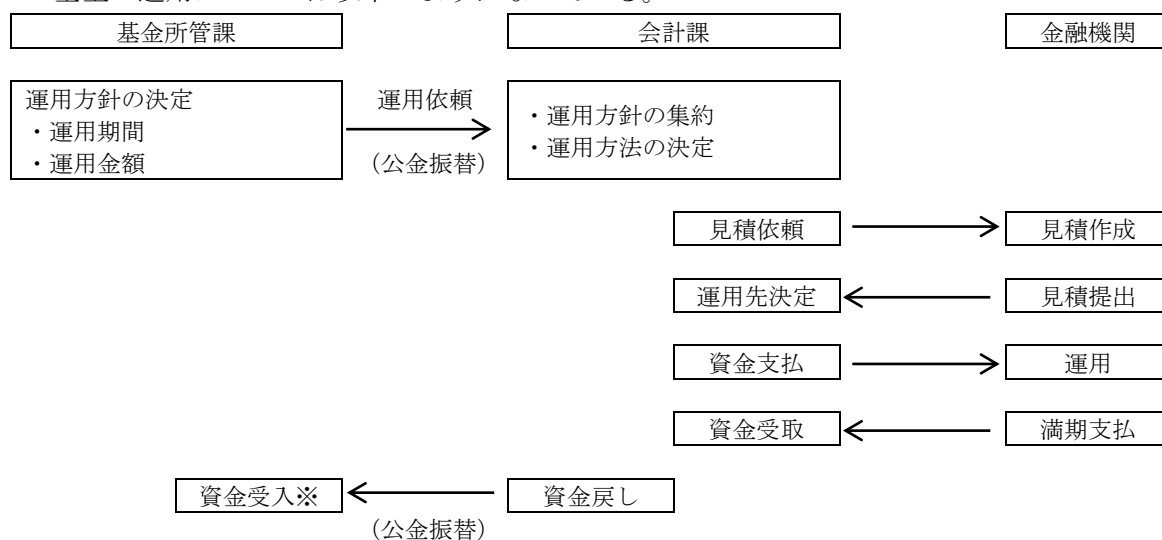 基金所管課
会計課
金融機関
運用方針の決定
・運用期間
・運用金額
運用依頼
(公金振替)
・運用方針の集約
・運用方法の決定
見積依頼
見積作成
運用先決定
見積提出
資金支払
運用
資金受取
満期支払
資金受入※
資金戻し
(公金振替)